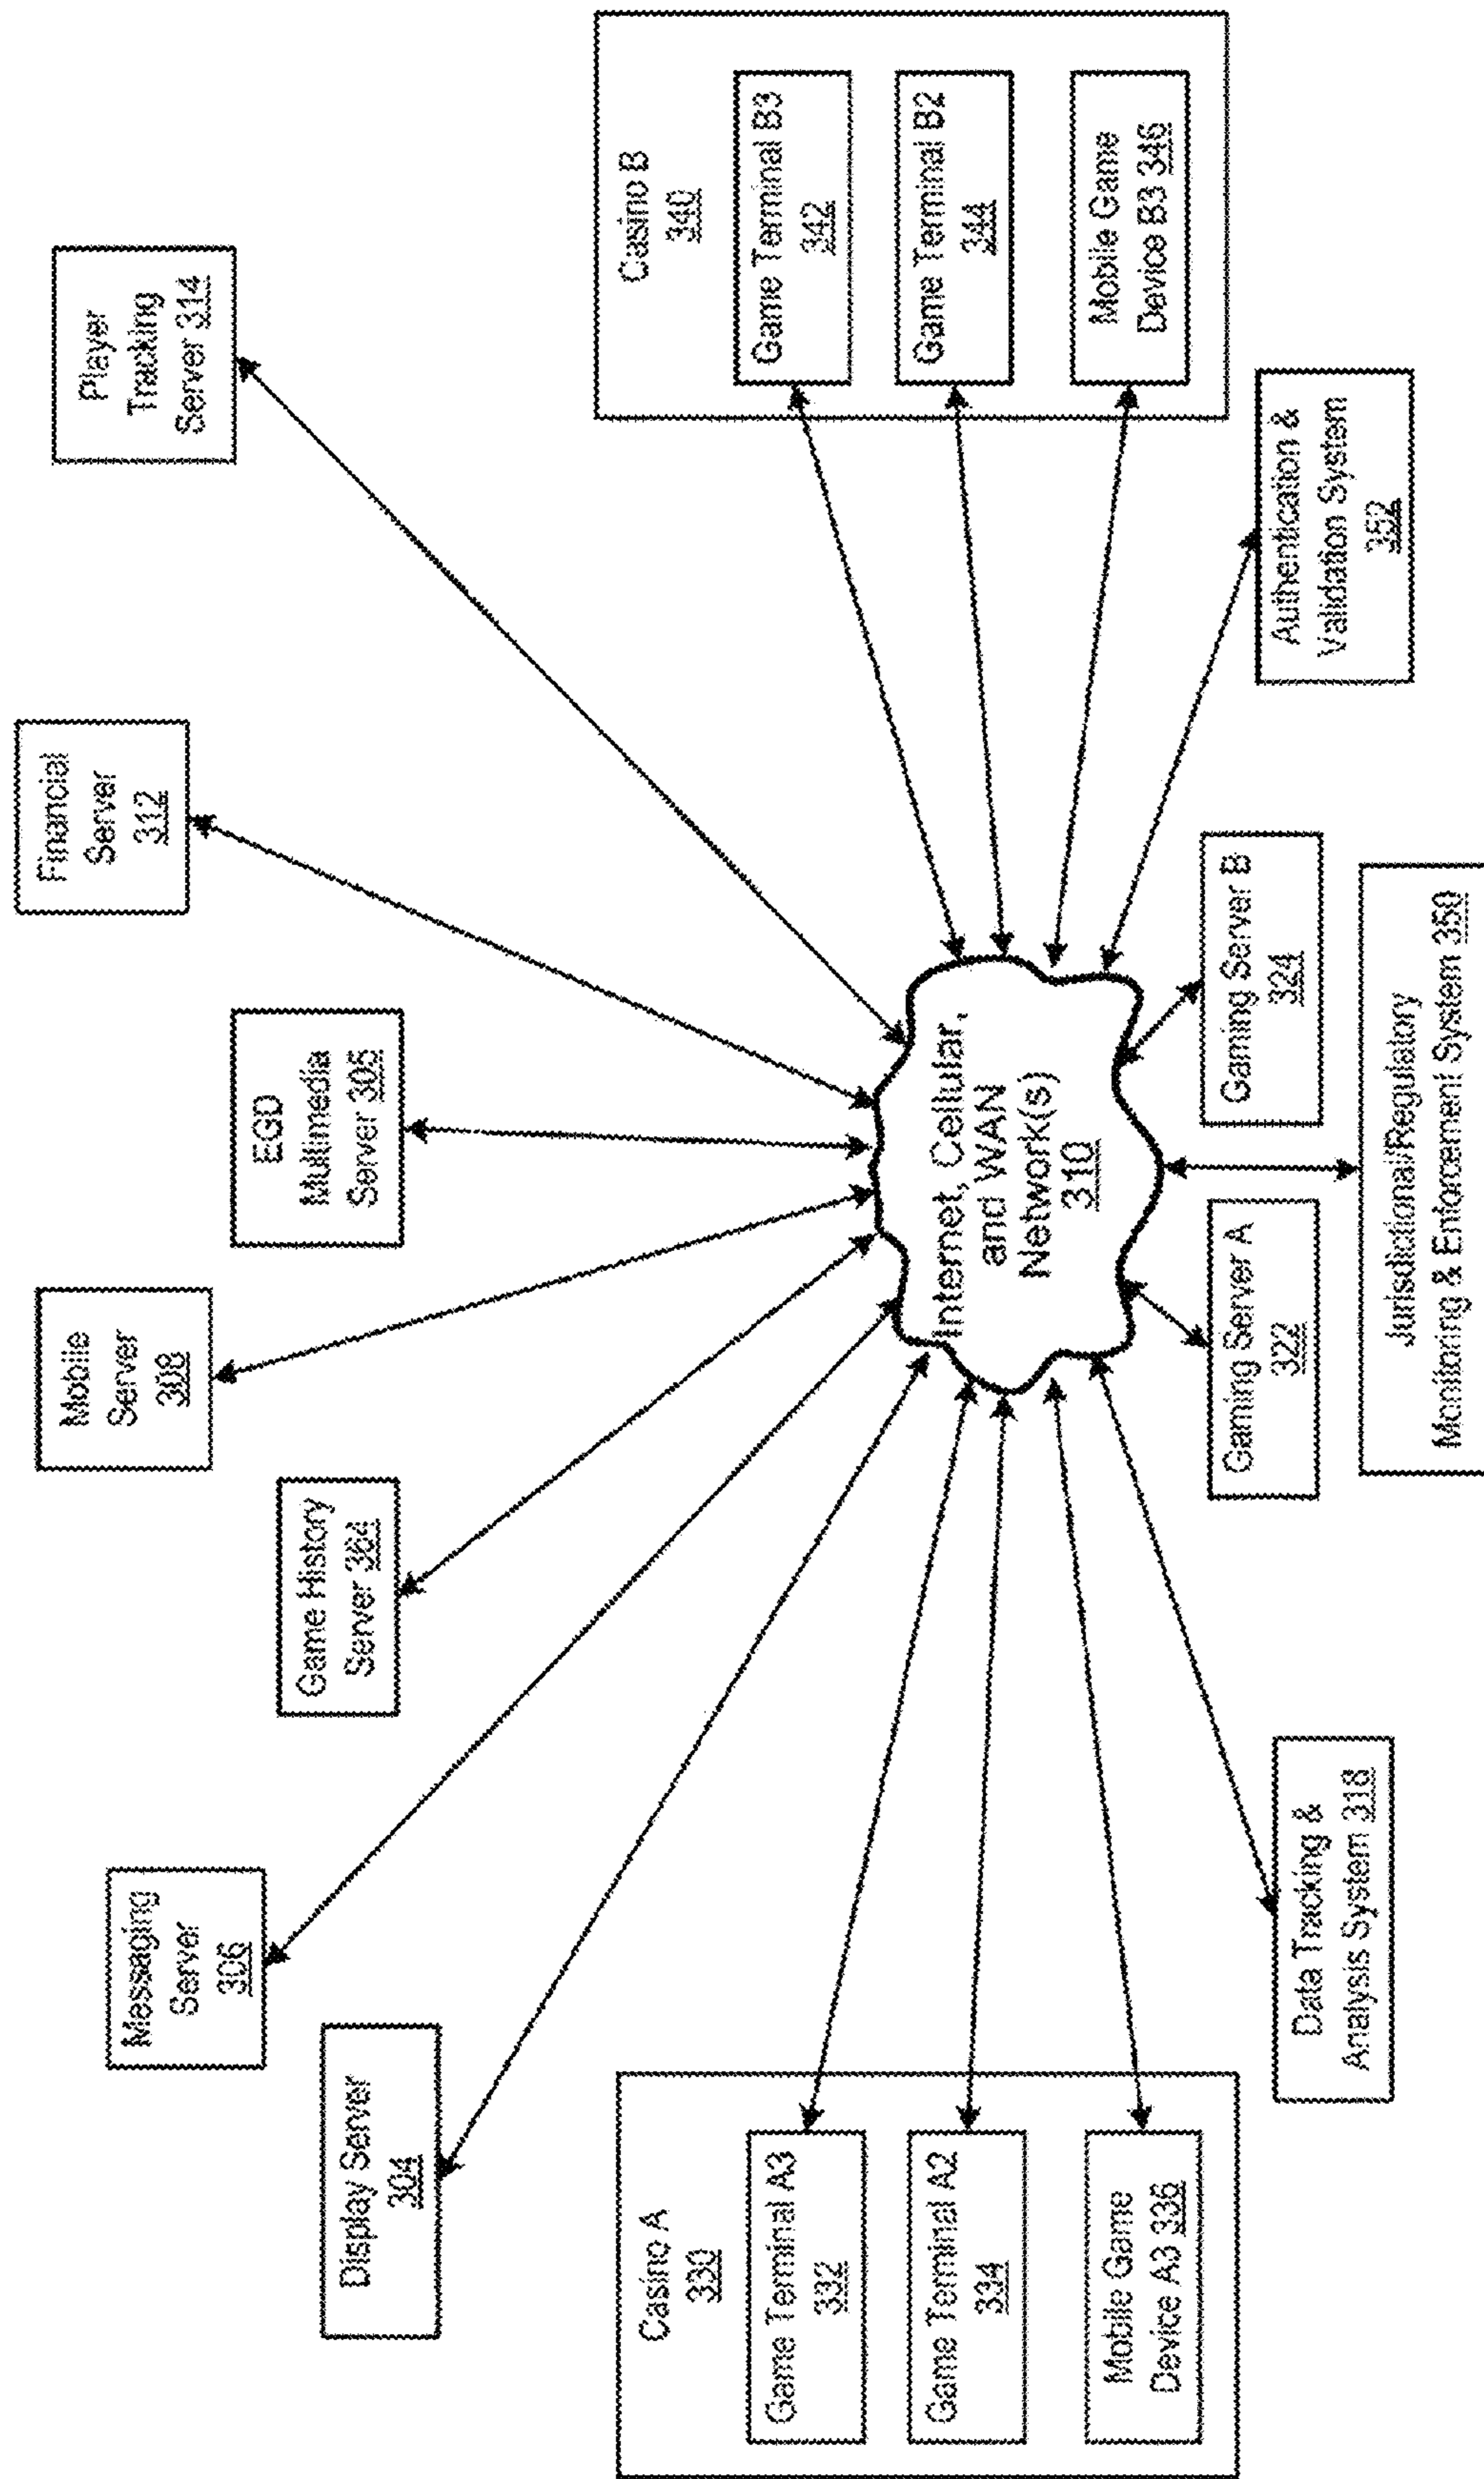 Messaging
Server
306
Mobile
Server
308
Financial
Server
312
Player
Tracking
Server 314
Display Server
304
Game History
Server 364
EGD
Multimedia
Server 305
Casino A
330
Game Terminal A3
332
Game Terminal A2
334
Mobile Game
Device A3 336
Internet, Cellular,
and WAN
Network(s)
310
Casino B
340
Game Terminal B3
342
Game Terminal B2
344
Mobile Game
Device B3 346
Data Tracking &
Analysis System 318
Gaming Server A
322
Gaming Server B
324
Authentication &
Validation System
352
Jurisdictional/Regulatory
Monitoring & Enforcement System 350